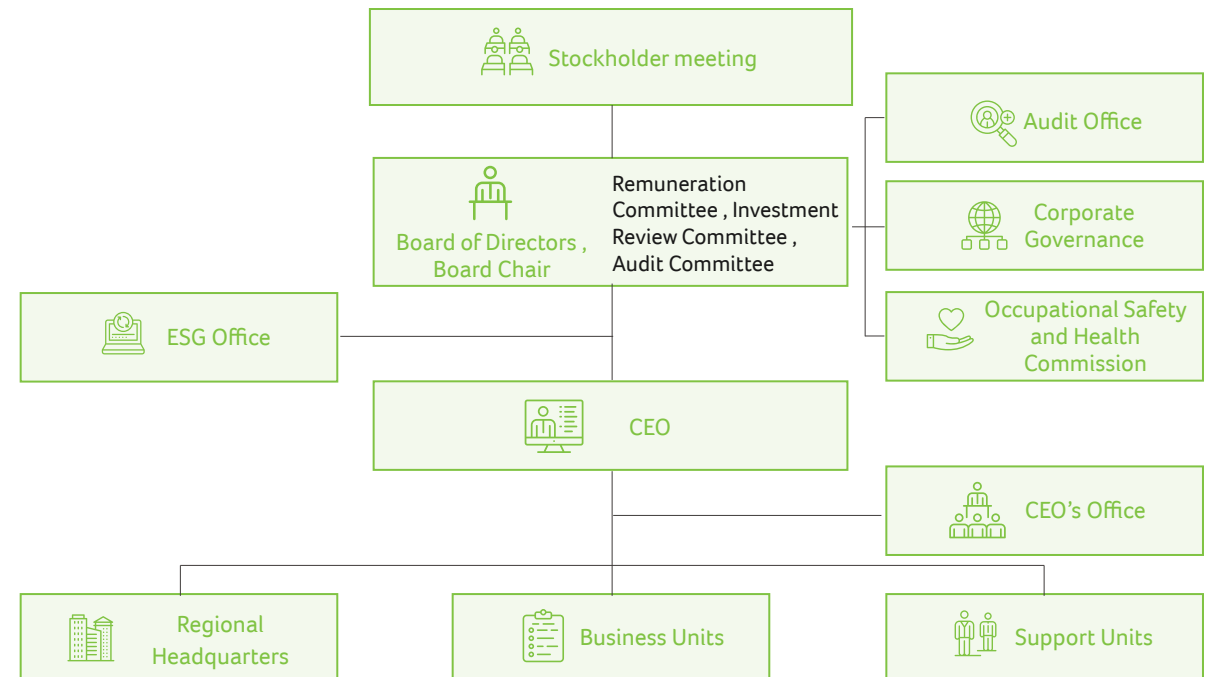 Stockholder meeting
Audit Office
Board of Directors ,
Board Chair
Remuneration
Committee , Investment
Review Committee ,
Audit Committee
Corporate
Governance
ESG Office
Occupational Safety
and Health
Commission
CEO
CEO’s Office
Regional
Headquarters
Business Units
Support Units